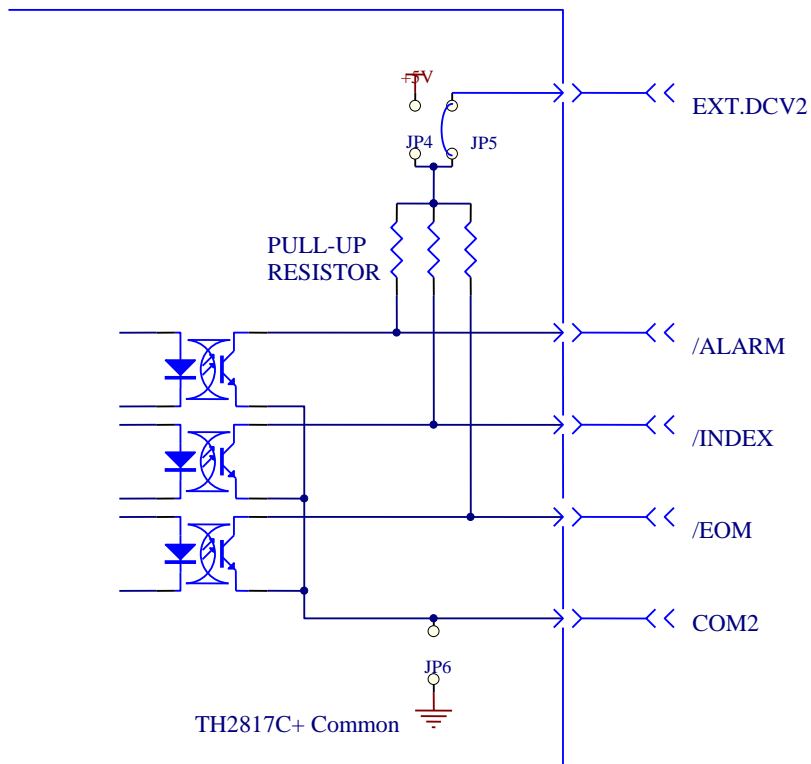 +5V
EXT.DCV2
JP4
JP5
PULL-UP
RESISTOR
/ALARM
/INDEX
/EOM
COM2
JP6
TH2817C+ Common